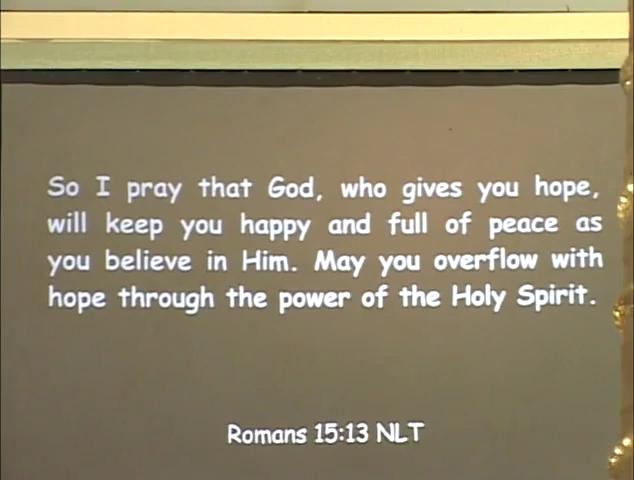 So I pray that God, who gives you hope,
will keep you happy and full of peace as
you believe in Him. May you overflow with
hope through the power of the Holy Spirit.
Romans 15:13 NLT